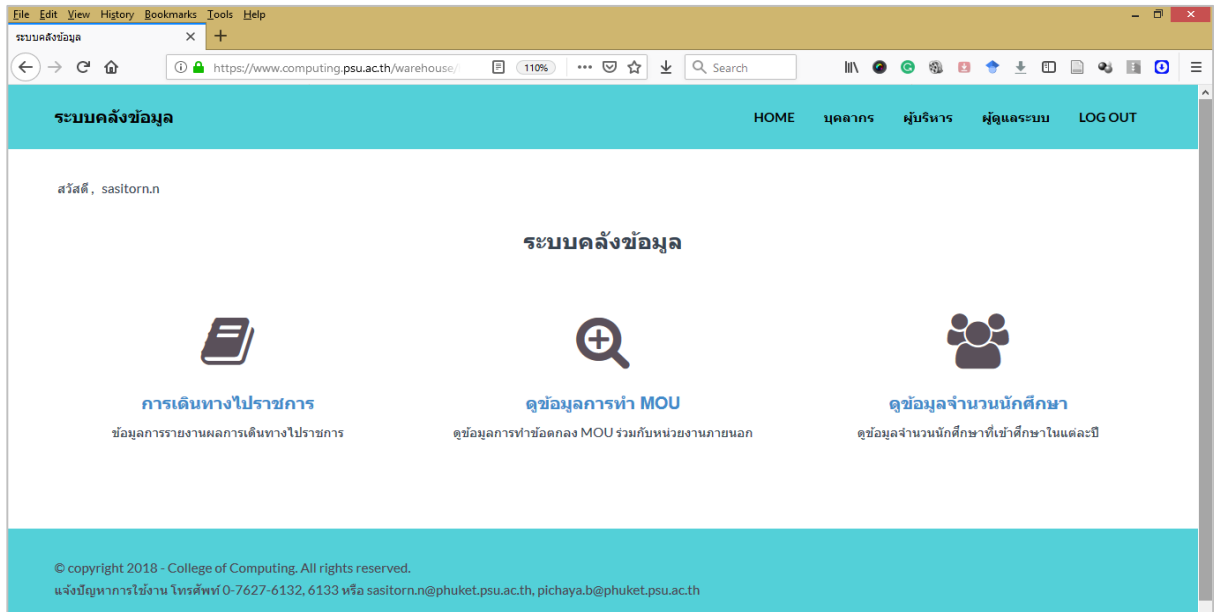 File Edit View History Bookmarks Tools Help
ระบบคลังข้อมูล
https://www.computing.psu.ac.th/warehouse/ 110% Search
ระบบคลังข้อมูล HOME บุคลากร ผู้บริหาร ผู้ดูแลระบบ LOG OUT
สวัสดี , sasitorn.n
ระบบคลังข้อมูล
การเดินทางไปราชการ ดูข้อมูลการทำ MOU ดูข้อมูลจำนวนนักศึกษา
ข้อมูลการรายงานผลการเดินทางไปราชการ ดูข้อมูลการทำข้อตกลง MOU ร่วมกับหน่วยงานภายนอก ดูข้อมูลจำนวนนักศึกษาที่เข้าศึกษาในแต่ละปี
© copyright 2018 - College of Computing. All rights reserved.
แจ้งปัญหาการใช้งาน โทรศัพท์ 0-7627-6132, 6133 หรือ sasitorn.n@phuket.psu.ac.th, pichaya.b@phuket.psu.ac.th